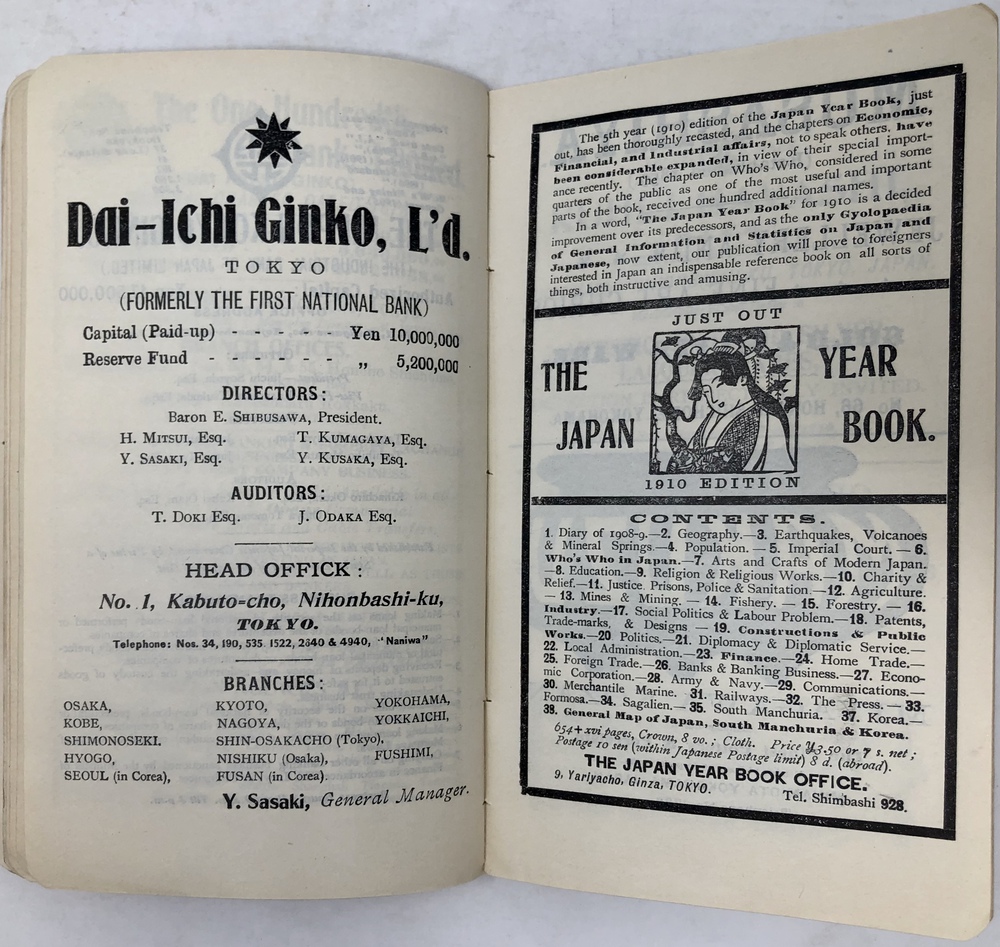 Dai-Ichi Ginko, L'd.
TOKYO
(FORMERLY THE FIRST NATIONAL BANK)
Capital (Paid-up) - - - - - Yen 10,000,000
Reserve Fund - - - - - - „ 5,200,000
DIRECTORS:
Baron E. SHIBUSAWA, President.
H. MITSUI, Esq. T. KUMAGAYA, Esq.
Y. SASAKI, Esq. Y. KUSAKA, Esq.
AUDITORS:
T. DOKI Esq. J. ODAKA Esq.
HEAD OFFICK :
No. 1, Kabuto-cho, Nihonbashi-ku,
TOKYO.
Telephone: Nos. 34, 190, 535. 1522, 2840 & 4940, "Naniwa"
BRANCHES:
OSAKA, KYOTO, YOKOHAMA,
KOBE, NAGOYA, YOKKAICHI,
SHIMONOSEKI. SHIN-OSAKACHO (Tokyo),
HYOGO, NISHIKU (Osaka), FUSHIMI,
SEOUL (in Corea), FUSAN (in Corea).
Y. Sasaki, General Manager.
The 5th year (1910) edition of the Japan Year Book, just
out, has been thoroughly recasted, and the chapters on Economic,
Financial, and Industrial affairs, not to speak others, have
been considerable expanded, in view of their special import-
ance recently. The chapter on Who's Who, considered in some
quarters of the public as one of the most useful and important
parts of the book, received one hundred additional names.
In a word, "The Japan Year Book" for 1910 is a decided
improvement over its predecessors, and as the only Gyolopaedia
of General Information and Statistics on Japan and
Japanese, now extent, our publication will prove to foreigners
interested in Japan an indispensable reference book on all sorts of
things, both instructive and amusing.
JUST OUT
THE YEAR
JAPAN BOOK.
1910 EDITION
CONTENTS.
1. Diary of 1908-9.—2. Geography.—3. Earthquakes, Volcanoes
& Mineral Springs.—4. Population. — 5. Imperial Court. — 6.
Who's Who in Japan.—7. Arts and Crafts of Modern Japan.
—8. Education.—9. Religion & Religious Works.—10. Charity &
Relief.—11. Justice. Prisons, Police & Sanitation.—12. Agriculture.
— 13. Mines & Mining. — 14. Fishery. — 15. Forestry. — 16.
Industry.—17. Social Politics & Labour Problem.—18. Patents,
Trade-marks, & Designs — 19. Constructions & Public
Works.—20 Politics.—21. Diplomacy & Diplomatic Service.—
22. Local Administration.—23. Finance.—24. Home Trade.—
25. Foreign Trade.—26. Banks & Banking Business.—27. Econo-
mic Corporation.—28. Army & Navy.—29. Communications.—
30. Merchantile Marine. 31. Railways.—32. The Press. — 33.
Formosa.—34. Sagalien.— 35. South Manchuria. 37. Korea.—
39. General Map of Japan, South Manchuria & Korea.
654+xvi pages, Crown, 8 vo.; Cloth. Price ¥3.50 or 7 s. net;
Postage 10 sen (within Japanese Postage limit) 8 d. (abroad).
THE JAPAN YEAR BOOK OFFICE.
9, Yariyacho, Ginza, TOKYO. Tel. Shimbashi 928.